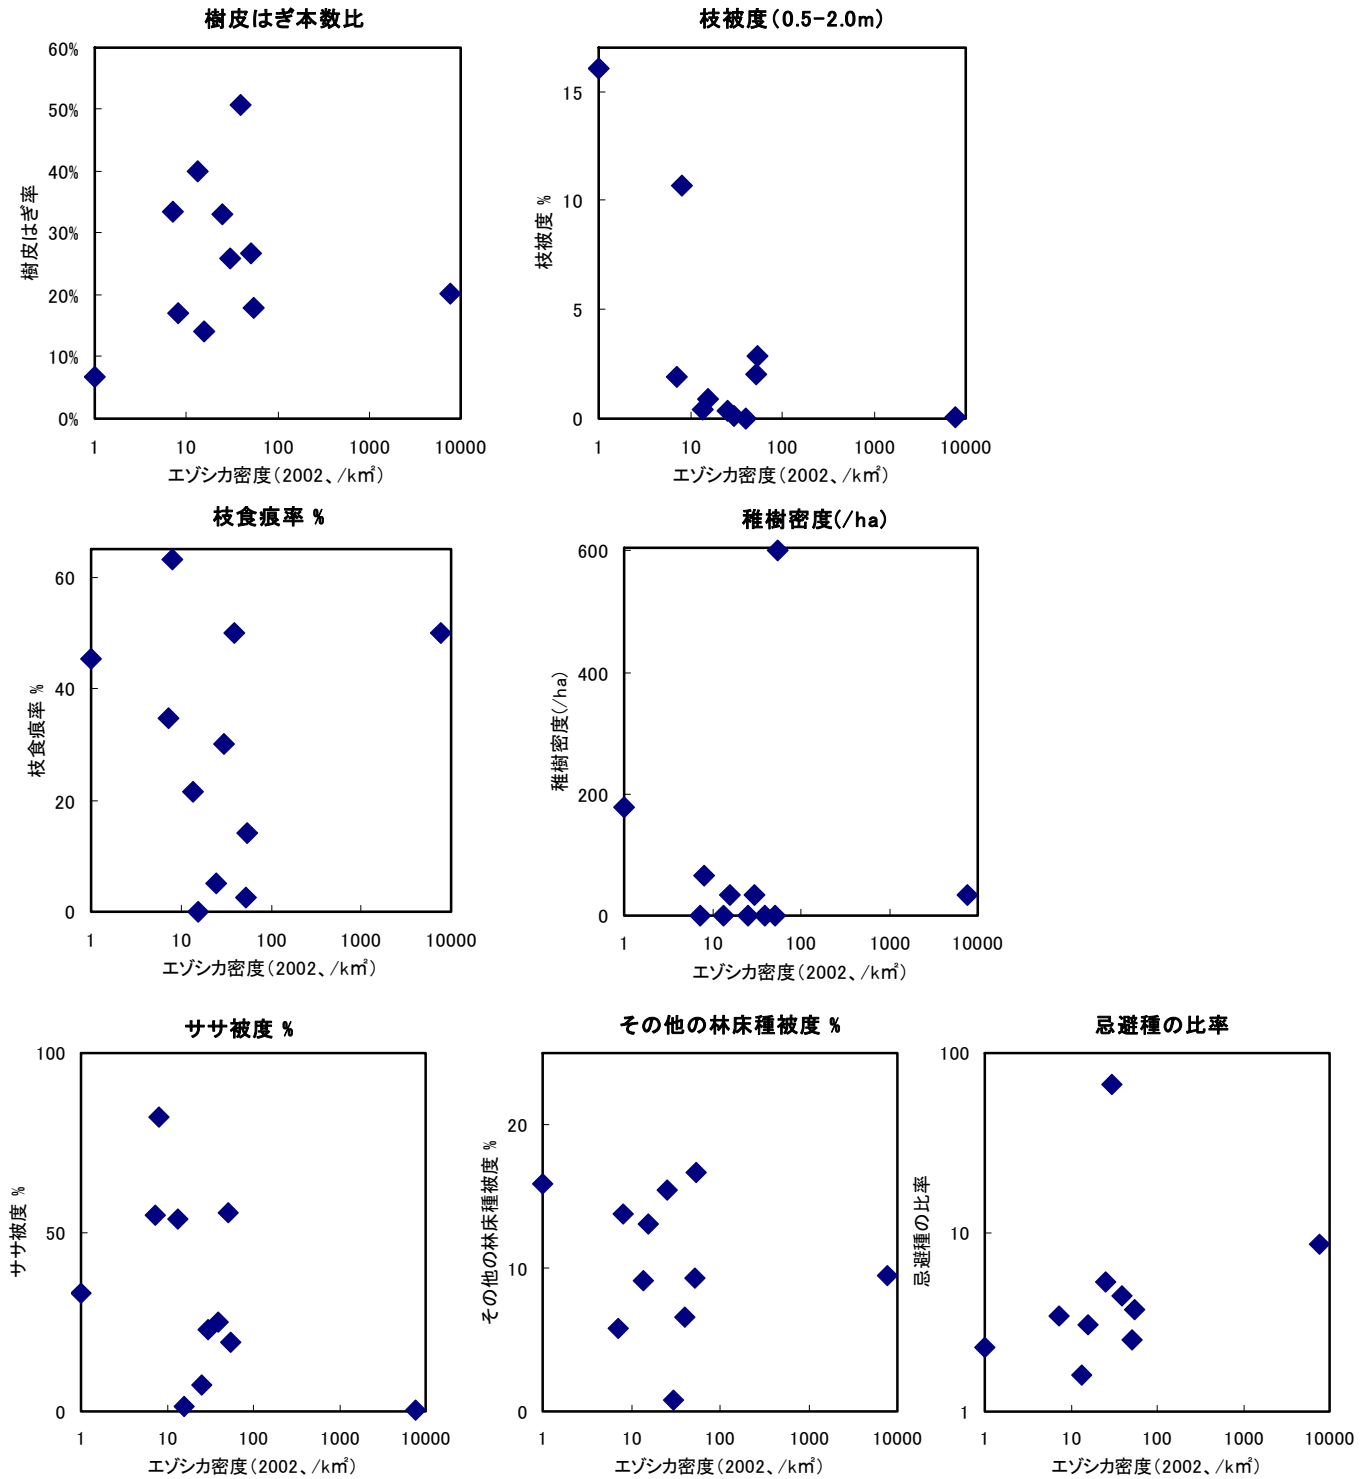 樹皮はぎ本数比
60%
50%
40%
30%
20%
10%
0%
樹皮はぎ率
1 10 100 1000 10000
エゾシカ密度(2002、/k㎡)
枝被度(0.5-2.0m)
15
10
5
0
枝被度 %
1 10 100 1000 10000
エゾシカ密度(2002、/k㎡)
枝食痕率 %
60
40
20
0
枝食痕率 %
1 10 100 1000 10000
エゾシカ密度(2002、/k㎡)
稚樹密度(/ha)
600
400
200
0
稚樹密度(/ha)
1 10 100 1000 10000
エゾシカ密度(2002、/k㎡)
ササ被度 %
100
50
0
ササ被度 %
1 10 100 1000 10000
エゾシカ密度(2002、/k㎡)
その他の林床種被度 %
20
10
0
その他の林床種被度 %
1 10 100 1000 10000
エゾシカ密度(2002、/k㎡)
忌避種の比率
100
10
1
忌避種の比率
1 10 100 1000 10000
エゾシカ密度(2002、/k㎡)